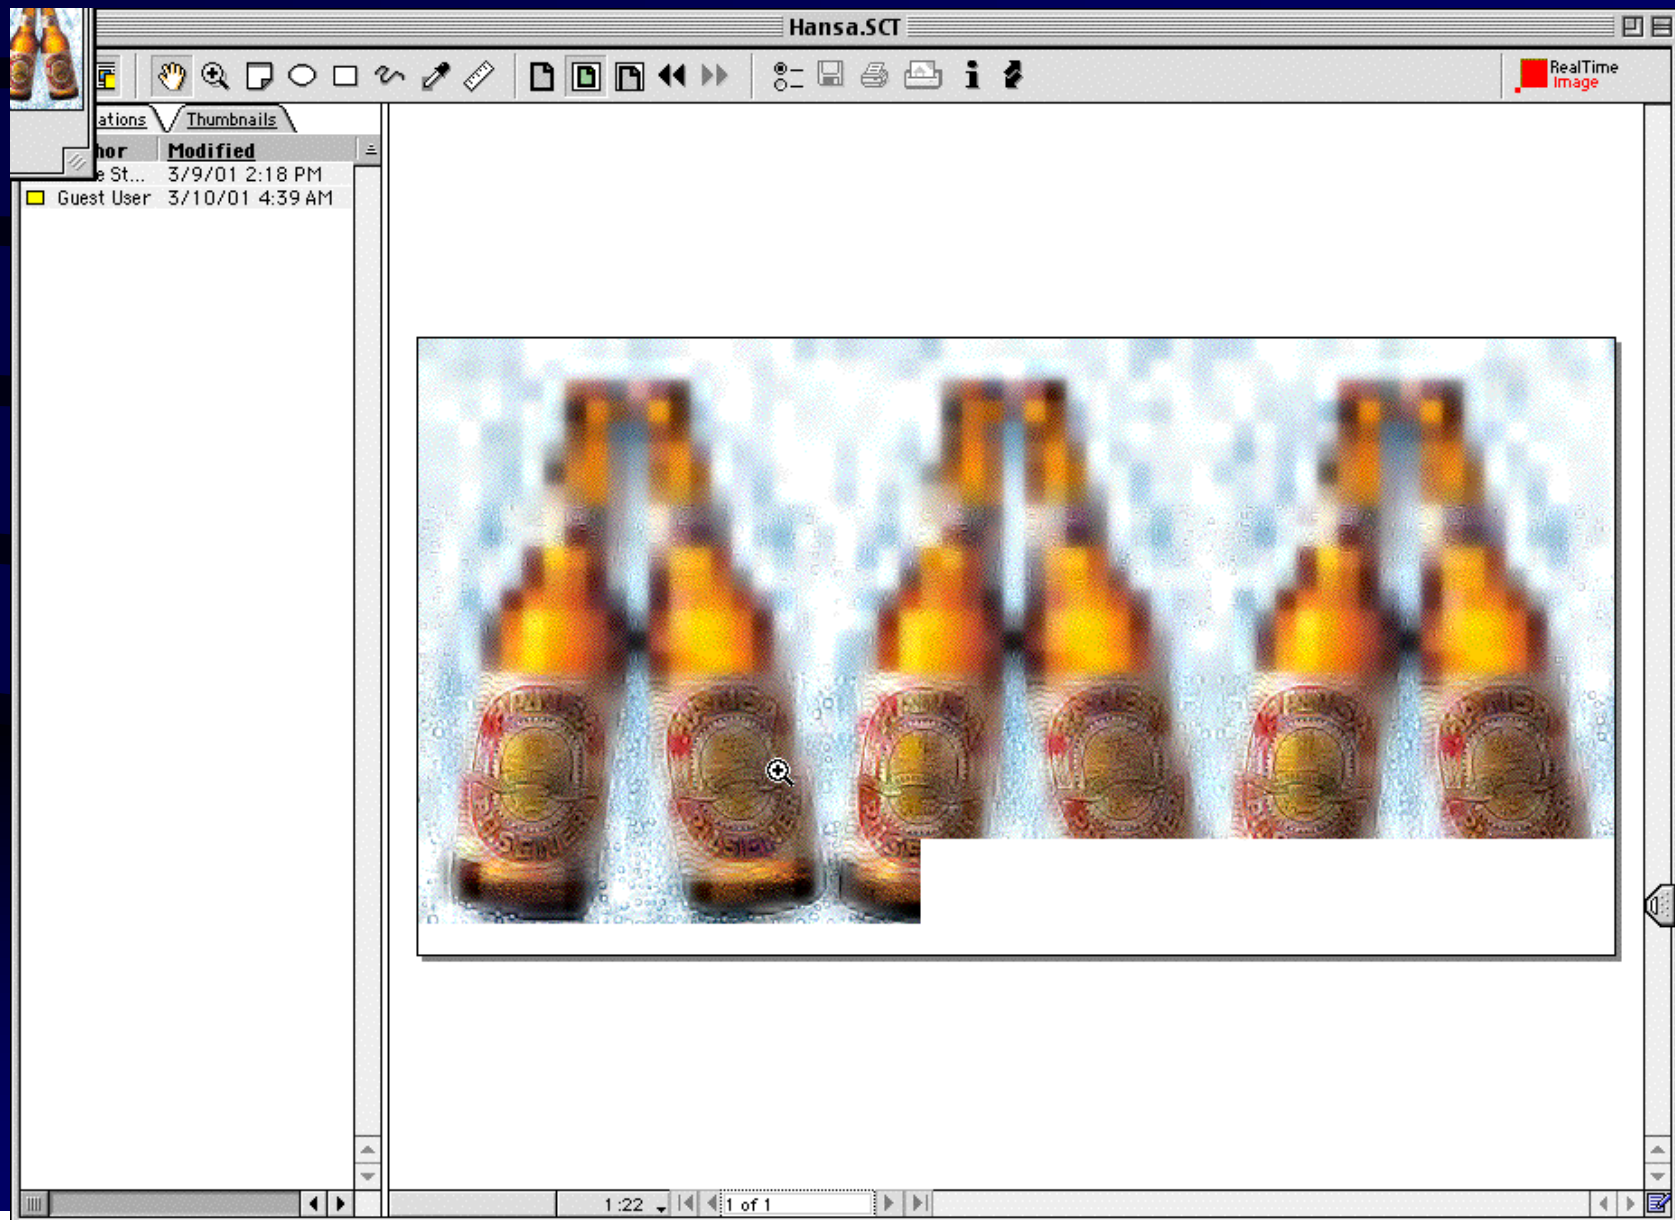 Hansa.SCT
RealTime
Image
ations
Thumbnails
hor
Modified
e St... 3/9/01 2:18 PM
Guest User 3/10/01 4:39 AM
1:22
1 of 1